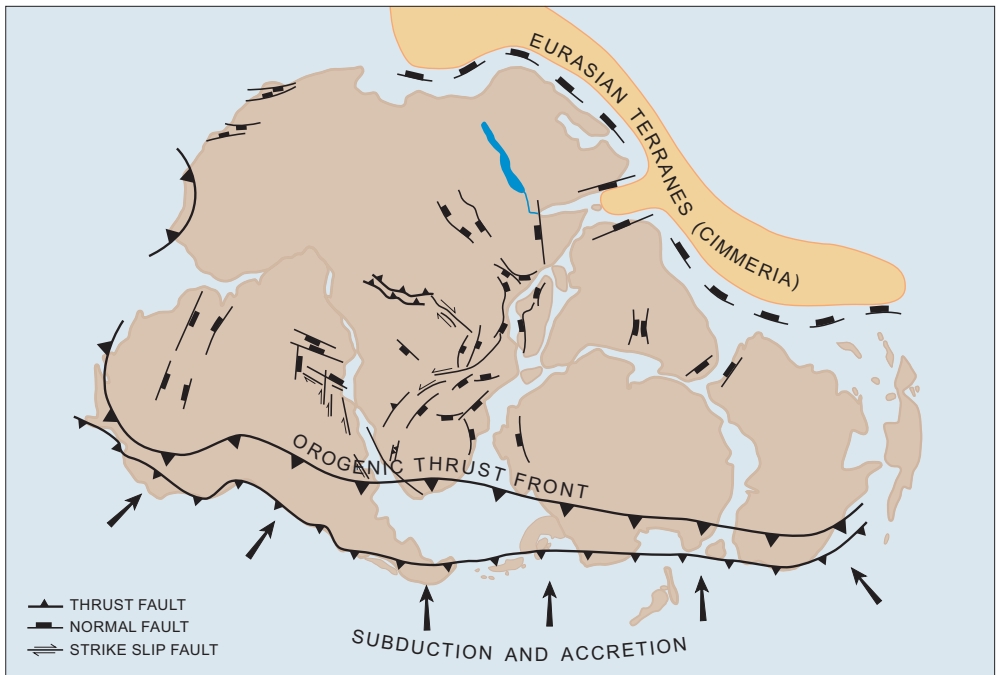 EURASIAN TERRANES (CIMMERIA)
OROGENIC THRUST FRONT
THRUST FAULT
NORMAL FAULT
STRIKE SLIP FAULT
SUBDUCTION AND ACCRETION